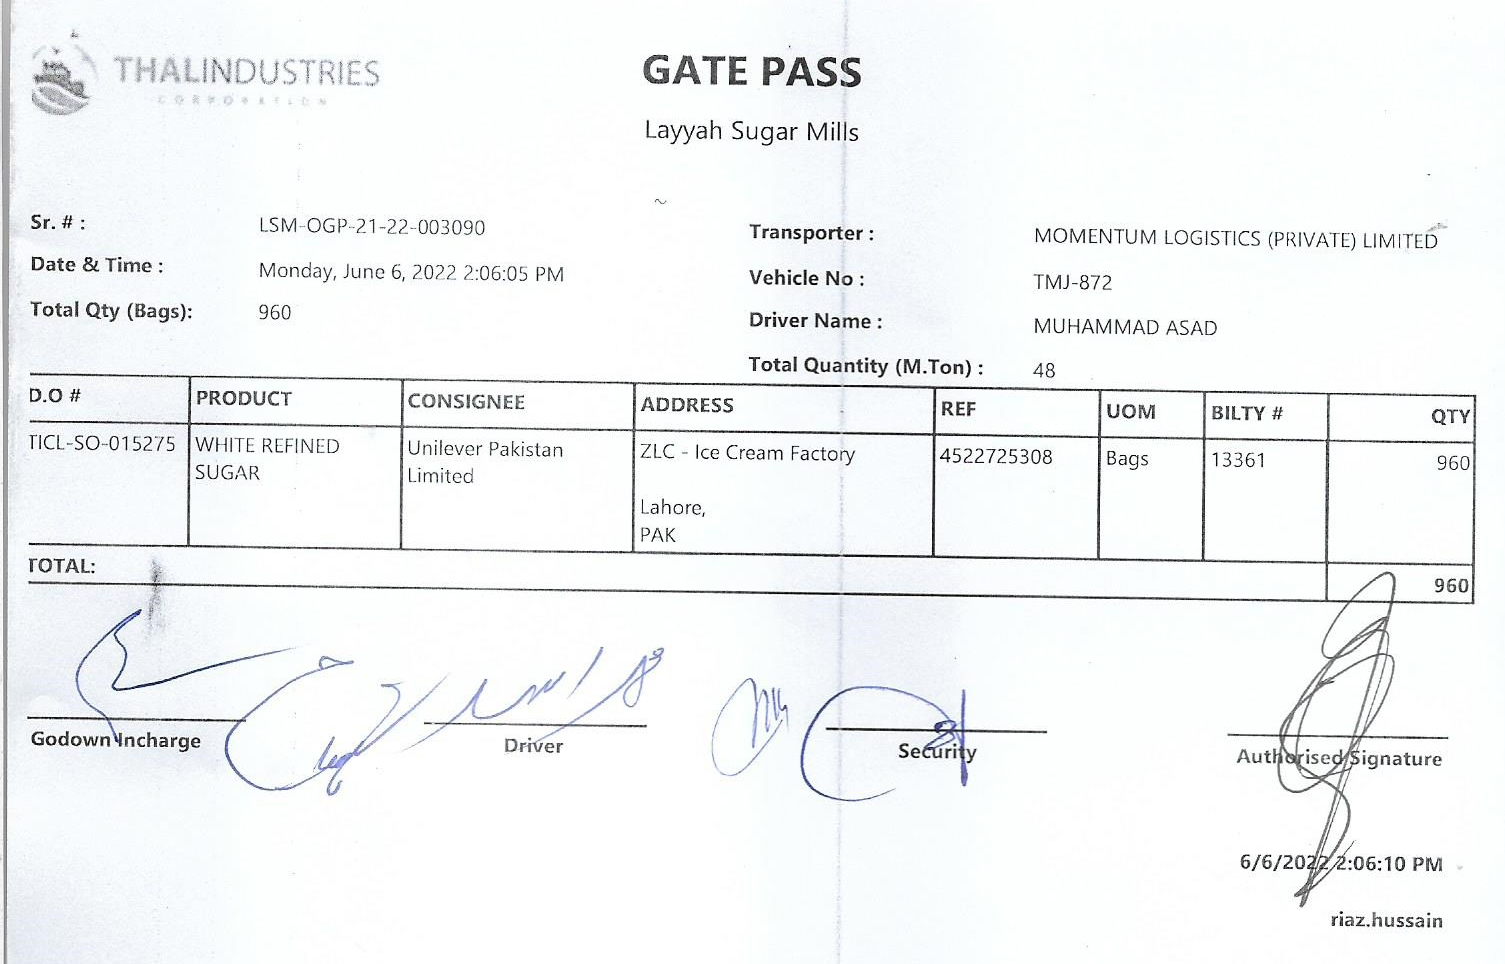 THALINDUSTRIES
CORPORATION
GATE PASS
Layyah Sugar Mills
Sr. # : LSM-OGP-21-22-003090
Date & Time : Monday, June 6, 2022 2:06:05 PM
Total Qty (Bags): 960
Transporter : MOMENTUM LOGISTICS (PRIVATE) LIMITED
Vehicle No : TMJ-872
Driver Name : MUHAMMAD ASAD
Total Quantity (M.Ton) : 48
D.O # PRODUCT CONSIGNEE ADDRESS REF UOM BILTY # QTY
TICL-SO-015275 WHITE REFINED Unilever Pakistan ZLC - Ice Cream Factory 4522725308 Bags 13361 960
SUGAR Limited
Lahore,
PAK
TOTAL: 960
Godown Incharge Driver Security Authorised Signature
6/6/2022 2:06:10 PM
riaz.hussain